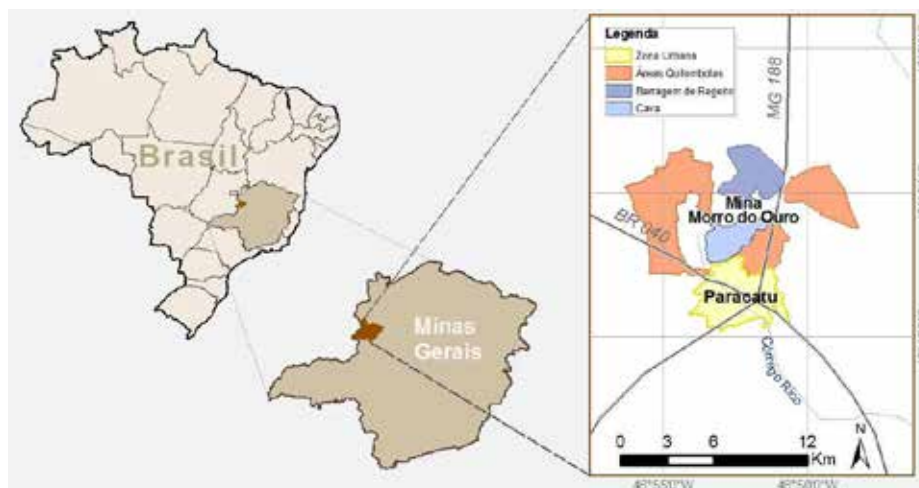 Brasil
Minas
Gerais
Legenda
Zona Urbana
Áreas Quilombolas
Barragem de Rejeito
Cava
MG 188
BR 040
Mina
Morro do Ouro
Paracatu
Córrego Rico
N
0 3 6 12
Km